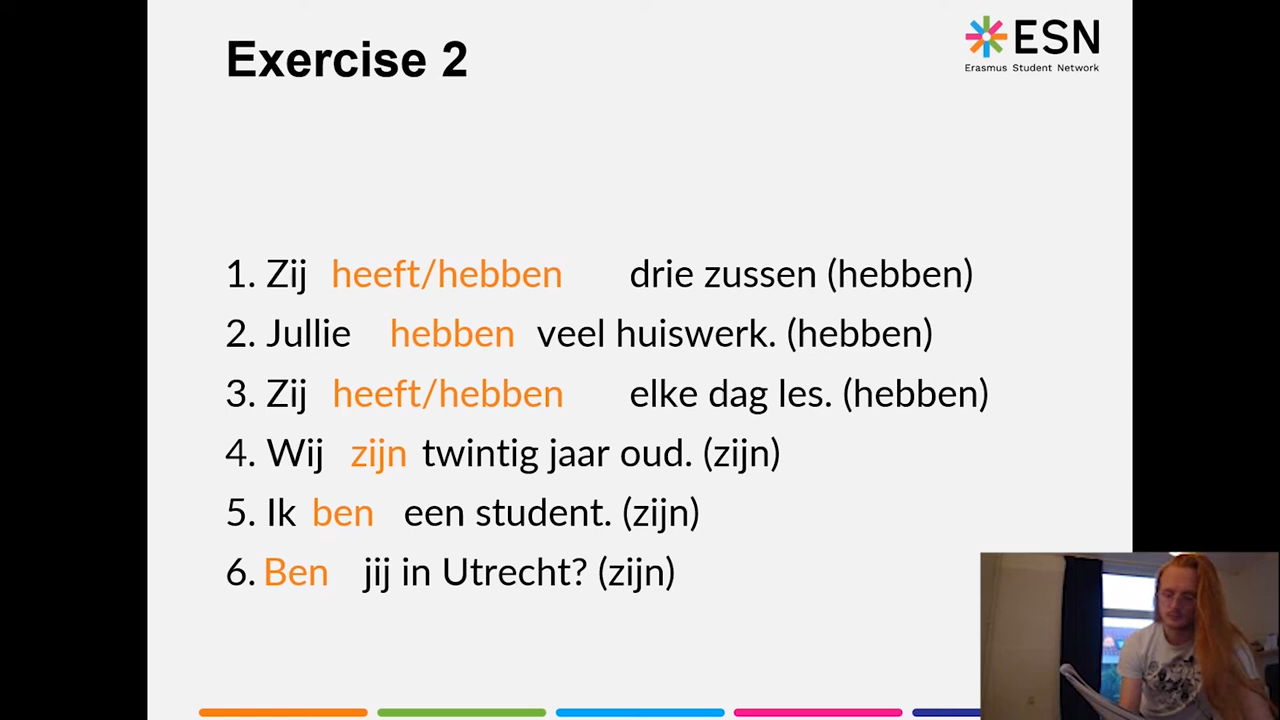 Exercise 2
ESN
Erasmus Student Network
1. Zij heeft/hebben drie zussen (hebben)
2. Jullie hebben veel huiswerk. (hebben)
3. Zij heeft/hebben elke dag les. (hebben)
4. Wij zijn twintig jaar oud. (zijn)
5. Ik ben een student. (zijn)
6. Ben jij in Utrecht? (zijn)